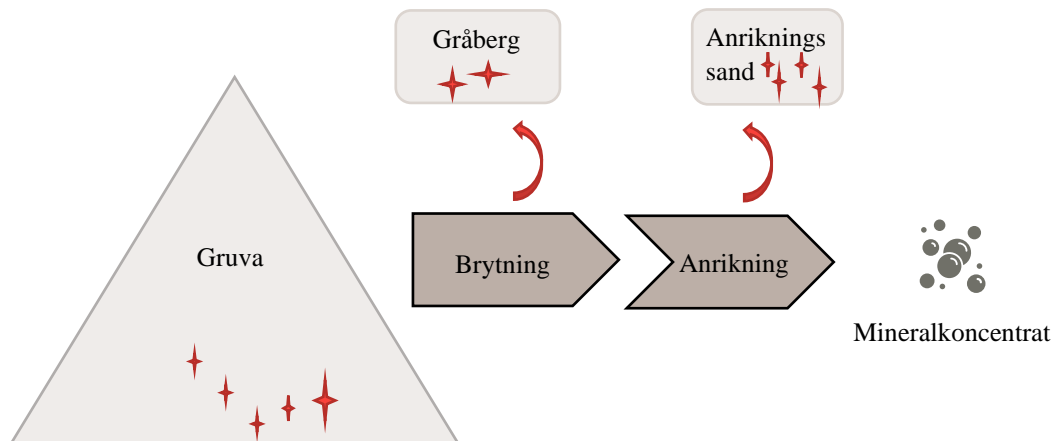 Gråberg
Anriknings
sand
Gruva
Brytning
Anrikning
Mineralkoncentrat